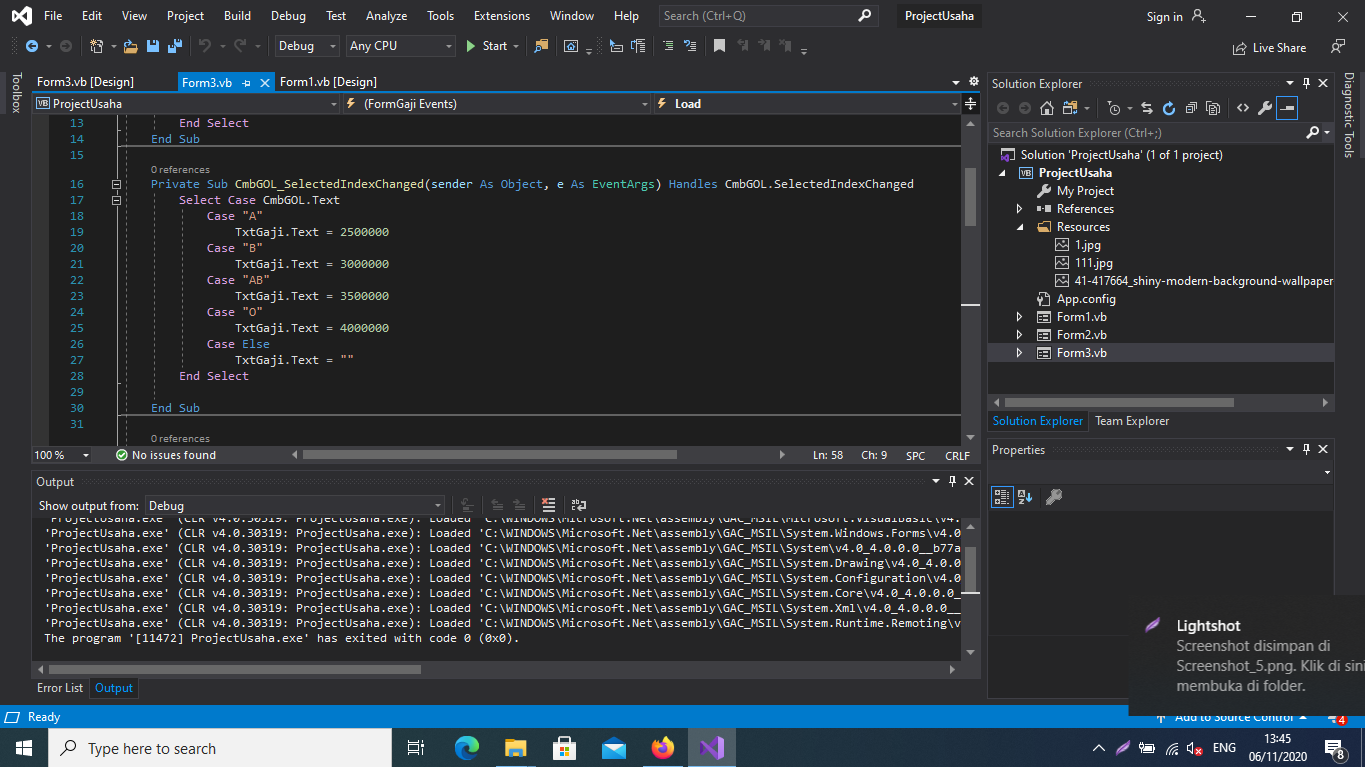 File Edit View Project Build Debug Test Analyze Tools Extensions Window Help Search (Ctrl+Q) ProjectUsaha Sign in
Debug Any CPU Start Live Share
Toolbox
Form3.vb [Design] Form3.vb Form1.vb [Design]
VB ProjectUsaha (FormGaji Events) Load
13 End Select
14 End Sub
15
0 references
16 Private Sub CmbGOL_SelectedIndexChanged(sender As Object, e As EventArgs) Handles CmbGOL.SelectedIndexChanged
17 Select Case CmbGOL.Text
18 Case "A"
19 TxtGaji.Text = 2500000
20 Case "B"
21 TxtGaji.Text = 3000000
22 Case "AB"
23 TxtGaji.Text = 3500000
24 Case "O"
25 TxtGaji.Text = 4000000
26 Case Else
27 TxtGaji.Text = ""
28 End Select
29
30 End Sub
31
0 references
100 % No issues found Ln: 58 Ch: 9 SPC CRLF
Output
Show output from: Debug
'ProjectUsaha.exe' (CLR v4.0.30319: ProjectUsaha.exe): Loaded 'C:\WINDOWS\Microsoft.Net\assembly\GAC_MSIL\Microsoft.VisualBasic\v4.
'ProjectUsaha.exe' (CLR v4.0.30319: ProjectUsaha.exe): Loaded 'C:\WINDOWS\Microsoft.Net\assembly\GAC_MSIL\System.Windows.Forms\v4.0
'ProjectUsaha.exe' (CLR v4.0.30319: ProjectUsaha.exe): Loaded 'C:\WINDOWS\Microsoft.Net\assembly\GAC_MSIL\System\v4.0_4.0.0.0__b77a
'ProjectUsaha.exe' (CLR v4.0.30319: ProjectUsaha.exe): Loaded 'C:\WINDOWS\Microsoft.Net\assembly\GAC_MSIL\System.Drawing\v4.0_4.0.0
'ProjectUsaha.exe' (CLR v4.0.30319: ProjectUsaha.exe): Loaded 'C:\WINDOWS\Microsoft.Net\assembly\GAC_MSIL\System.Configuration\v4.0
'ProjectUsaha.exe' (CLR v4.0.30319: ProjectUsaha.exe): Loaded 'C:\WINDOWS\Microsoft.Net\assembly\GAC_MSIL\System.Core\v4.0_4.0.0.0_
'ProjectUsaha.exe' (CLR v4.0.30319: ProjectUsaha.exe): Loaded 'C:\WINDOWS\Microsoft.Net\assembly\GAC_MSIL\System.Xml\v4.0_4.0.0.0__
'ProjectUsaha.exe' (CLR v4.0.30319: ProjectUsaha.exe): Loaded 'C:\WINDOWS\Microsoft.Net\assembly\GAC_MSIL\System.Runtime.Remoting\v
The program '[11472] ProjectUsaha.exe' has exited with code 0 (0x0).
Error List Output
Solution Explorer
Search Solution Explorer (Ctrl+;)
Solution 'ProjectUsaha' (1 of 1 project)
VB ProjectUsaha
My Project
References
Resources
1.jpg
111.jpg
41-417664_shiny-modern-background-wallpaper
App.config
Form1.vb
Form2.vb
Form3.vb
Solution Explorer Team Explorer
Properties
Diagnostic Tools
Lightshot
Screenshot disimpan di
Screenshot_5.png. Klik di sini
membuka di folder.
Ready Add to Source Control 4
Type here to search
ENG 13:45
06/11/2020 8